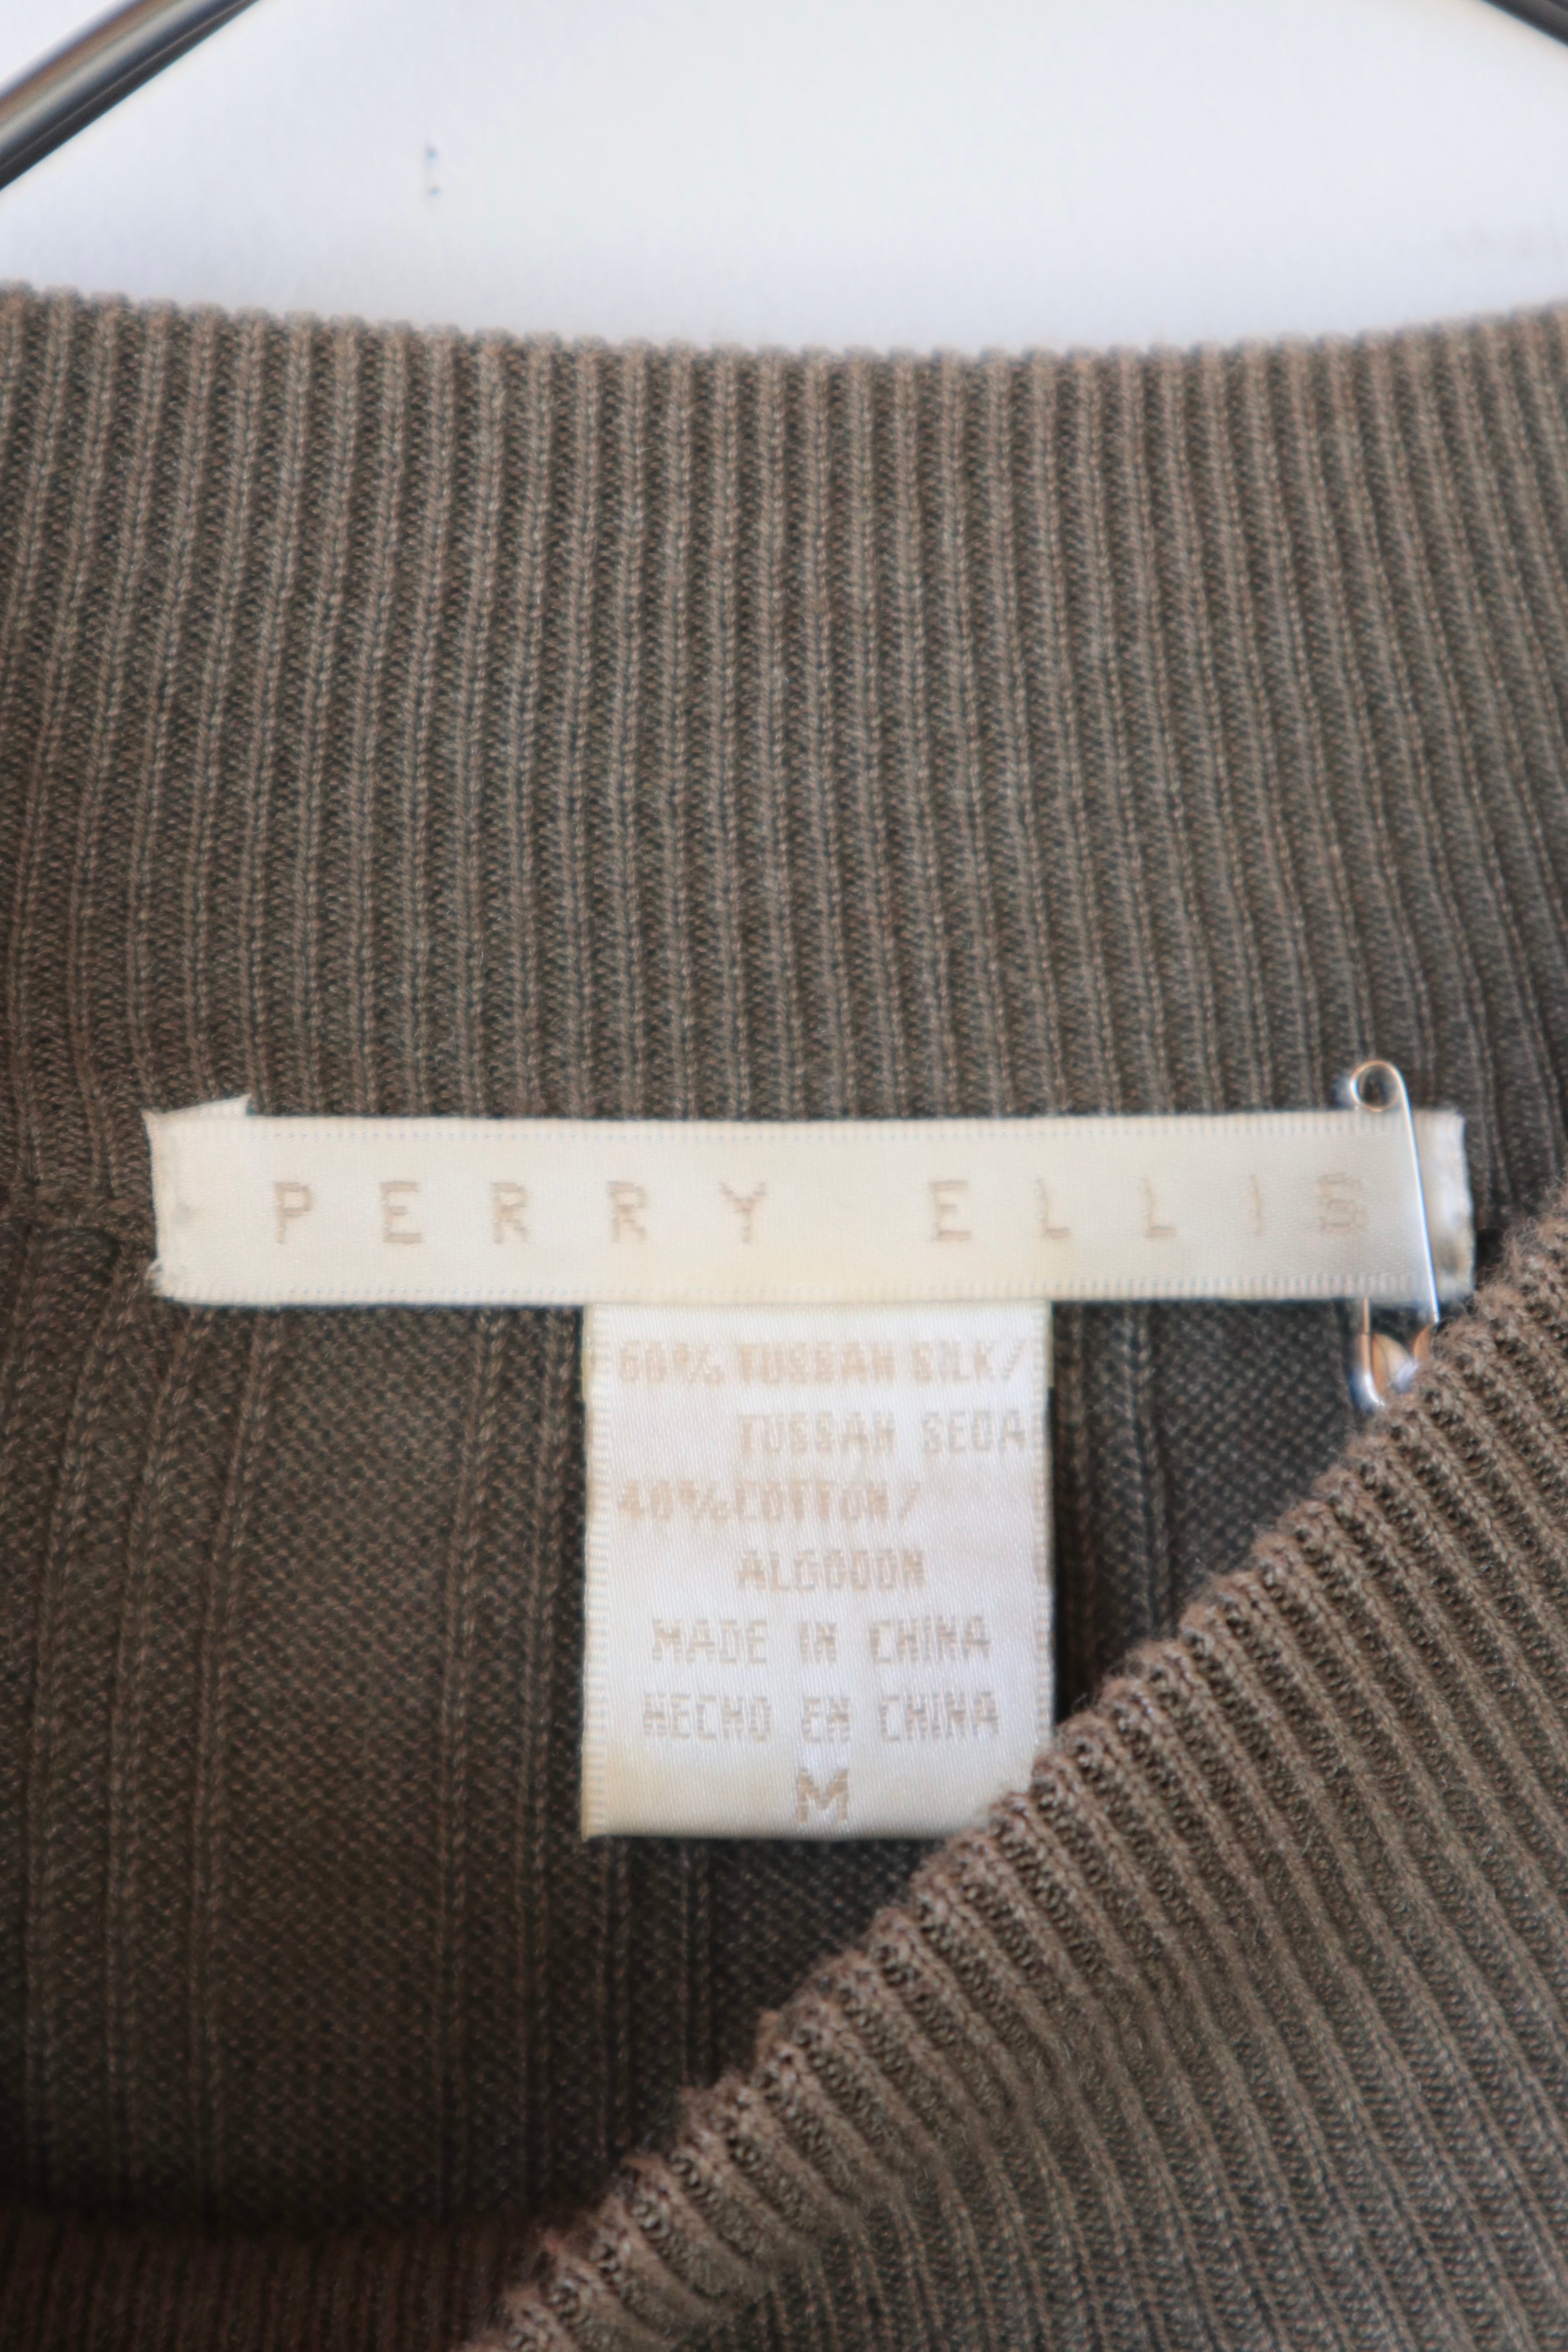 PERRY ELLIS
60% TUSSAH SILK/
TUSSAH SEDA
40% COTTON/
ALGODON
MADE IN CHINA
HECHO EN CHINA
M